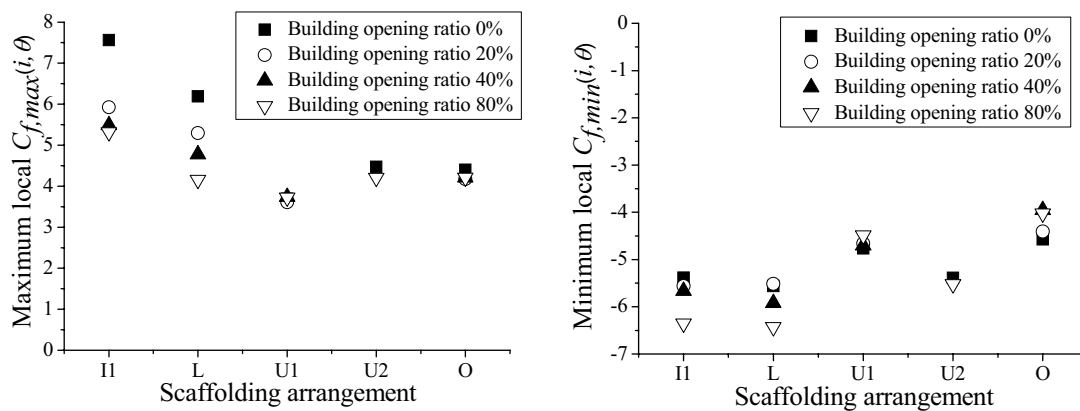 Maximum local C_{f,max}(i,θ)
8
7
6
5
4
3
2
1
0
Building opening ratio 0%
Building opening ratio 20%
Building opening ratio 40%
Building opening ratio 80%
I1 L U1 U2 O
Scaffolding arrangement
Minimum local C_{f,min}(i,θ)
-0
-1
-2
-3
-4
-5
-6
-7
Building opening ratio 0%
Building opening ratio 20%
Building opening ratio 40%
Building opening ratio 80%
I1 L U1 U2 O
Scaffolding arrangement